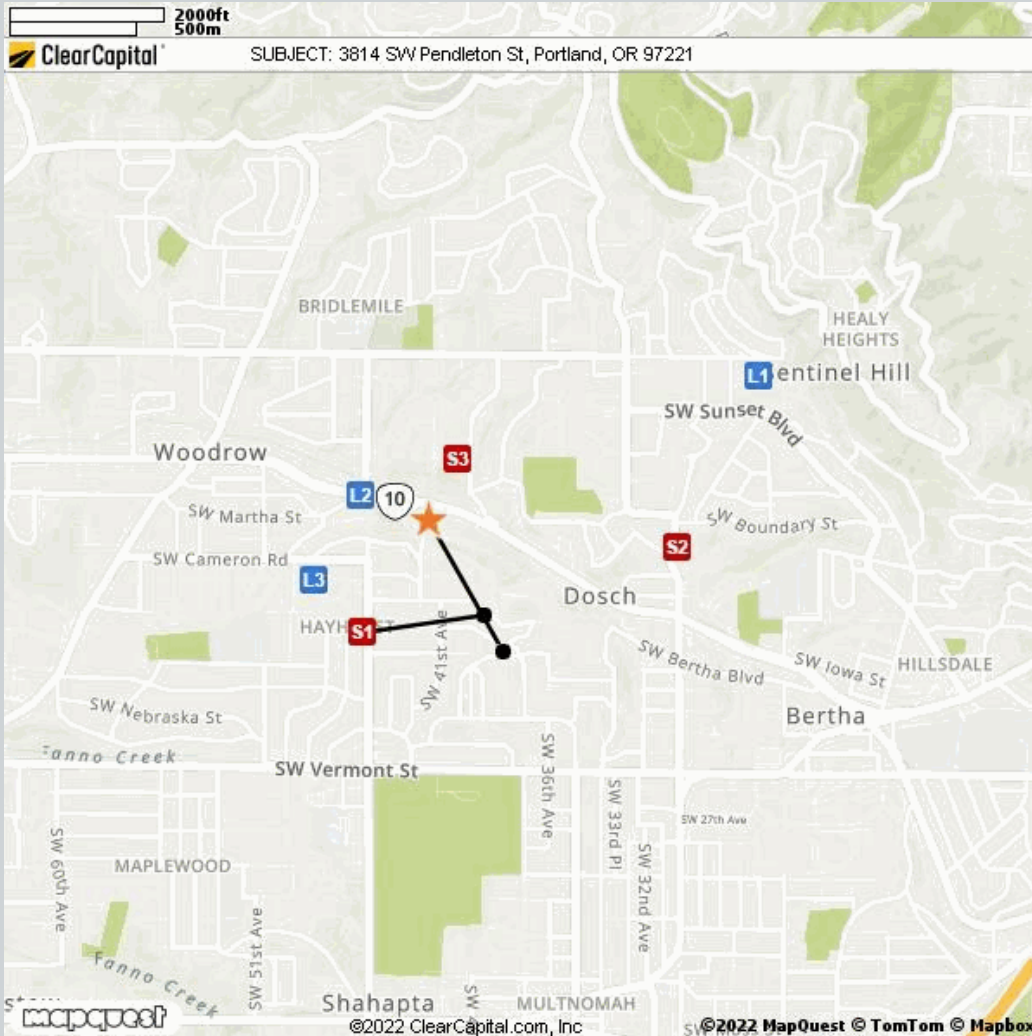 2000ft
500m
ClearCapital
SUBJECT: 3814 SW Pendleton St, Portland, OR 97221
BRIDLEMILE
HEALY
HEIGHTS
L1
entinel Hill
SW Sunset Blvd
Woodrow
S3
L2
10
SW Martha St
SW Boundary St
SW Cameron Rd
S2
L3
Dosch
HAYH
S1
ST
SW 41st Ave
SW Bertha Blvd
SW Iowa St
HILLSDALE
SW Nebraska St
Bertha
Fanno Creek
SW Vermont St
SW 36th Ave
SW 33rd Pl
SW 27th Ave
SW 60th Ave
MAPLEWOOD
SW 32nd Ave
SW 51st Ave
Fanno Creek
Shahapta
SW
MULTNOMAH
mapquest
©2022 ClearCapital.com, Inc
©2022 MapQuest © TomTom © Mapbox